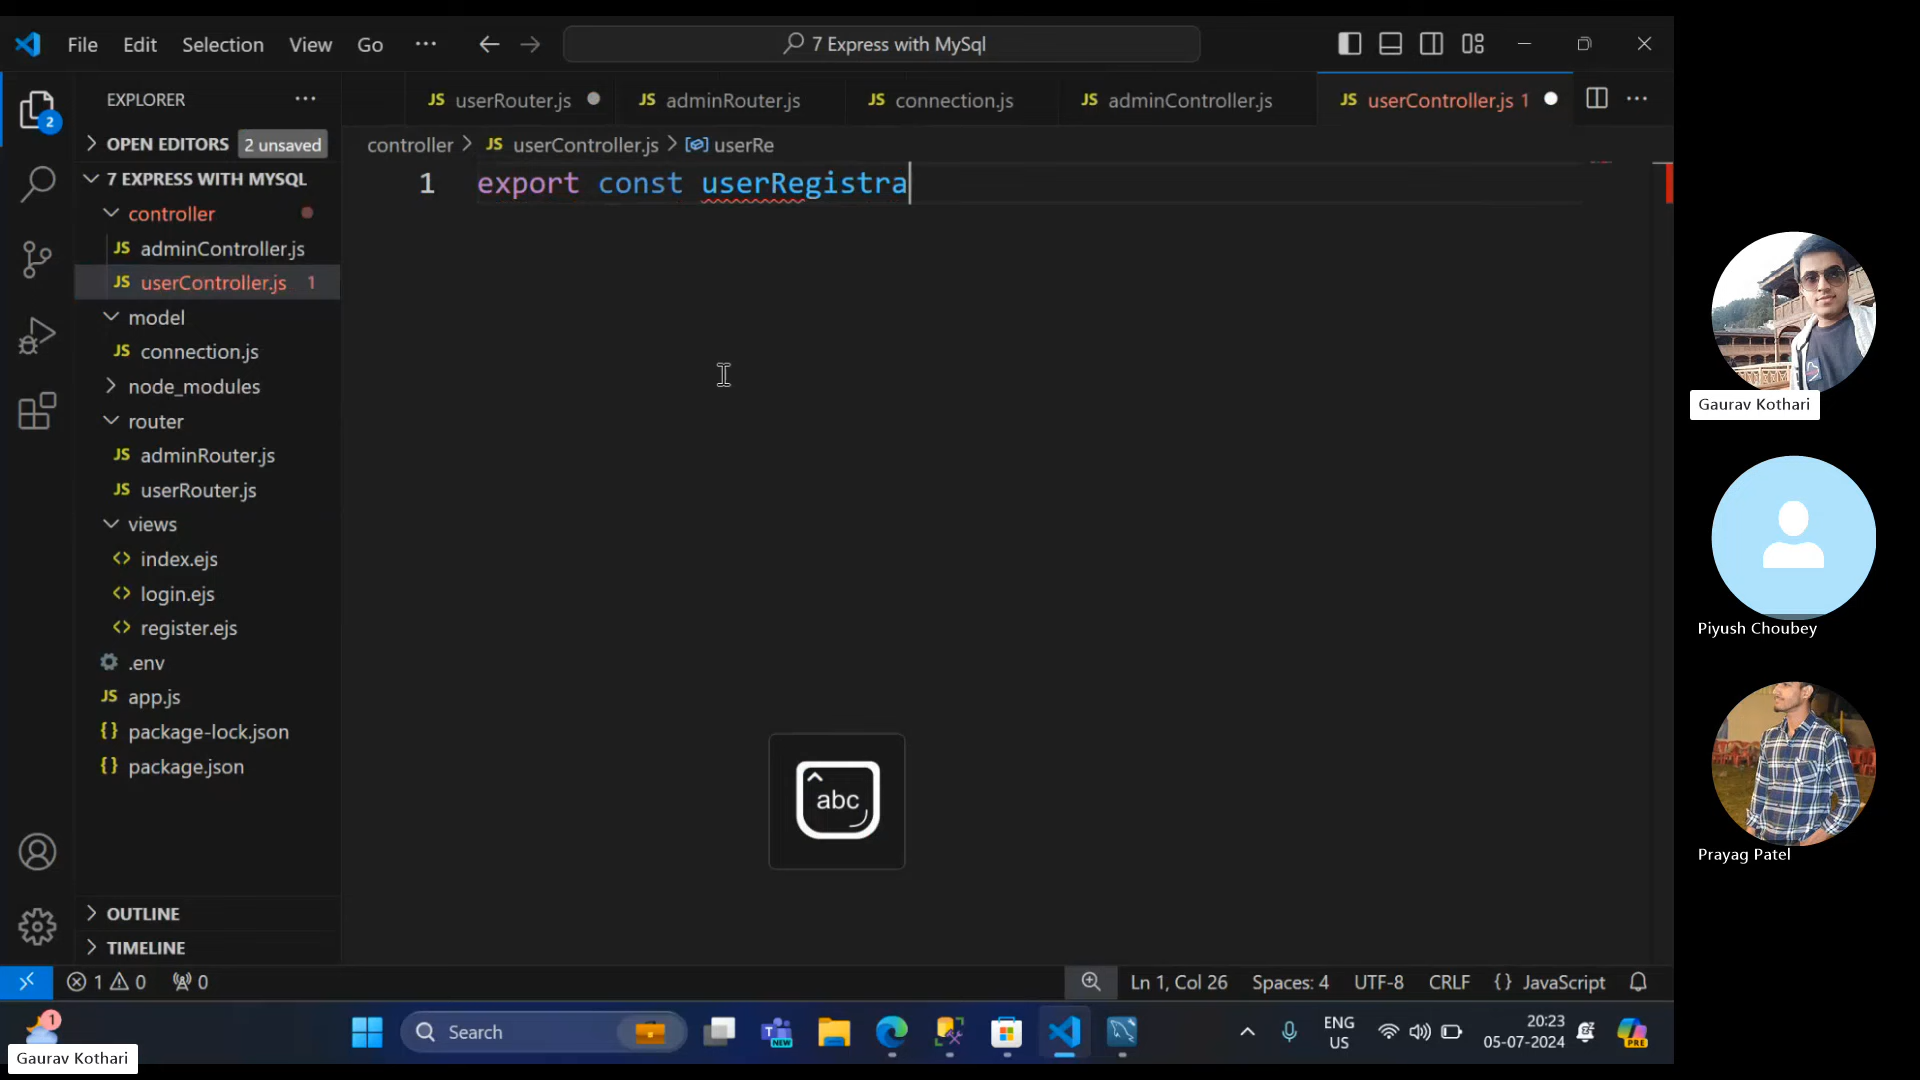 File Edit Selection View Go ··· 7 Express with MySql
EXPLORER ···
userRouter.js adminRouter.js connection.js adminController.js userController.js 1
OPEN EDITORS 2 unsaved
controller > JS userController.js > userRe
7 EXPRESS WITH MYSQL
1 export const userRegistra
controller
JS adminController.js
JS userController.js 1
model
JS connection.js
node_modules
router
JS adminRouter.js
JS userRouter.js
views
<> index.ejs
<> login.ejs
<> register.ejs
.env
JS app.js
{} package-lock.json
{} package.json
abc
OUTLINE
TIMELINE
1 0 0
Ln 1, Col 26 Spaces: 4 UTF-8 CRLF {} JavaScript
1
2
Search
NEW
ENG
US
20:23
05-07-2024
PRE
Gaurav Kothari
Gaurav Kothari
Piyush Choubey
Prayag Patel